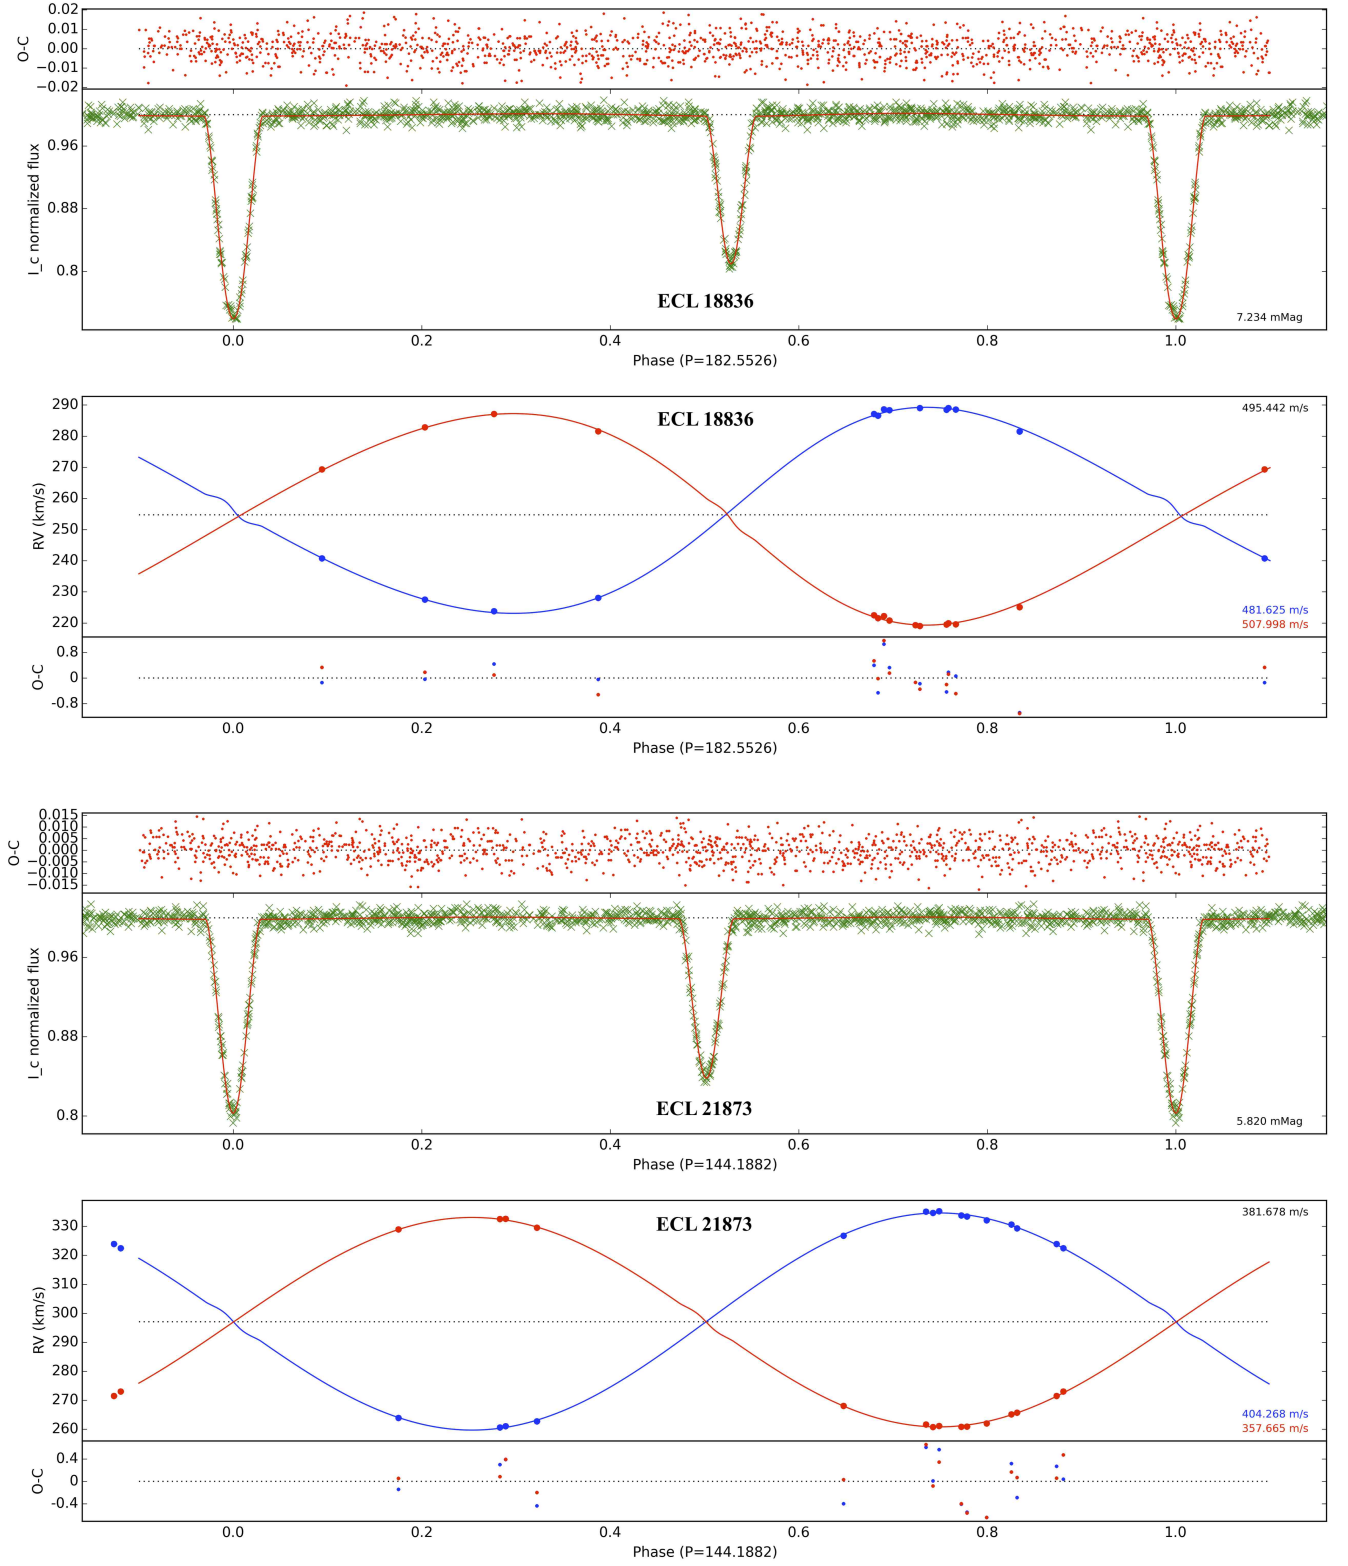 0.02
0.01
0.00
−0.01
−0.02
O-C
0.96
0.88
0.8
I_c normalized flux
ECL 18836
7.234 mMag
0.0 0.2 0.4 0.6 0.8 1.0
Phase (P=182.5526)
290
280
270
260
250
240
230
220
RV (km/s)
ECL 18836
495.442 m/s
481.625 m/s
507.998 m/s
0.8
0
-0.8
O-C
0.0 0.2 0.4 0.6 0.8 1.0
Phase (P=182.5526)
0.015
0.010
0.005
0.000
−0.005
−0.010
−0.015
O-C
0.96
0.88
0.8
I_c normalized flux
ECL 21873
5.820 mMag
0.0 0.2 0.4 0.6 0.8 1.0
Phase (P=144.1882)
330
320
310
300
290
280
270
260
RV (km/s)
ECL 21873
381.678 m/s
404.268 m/s
357.665 m/s
0.4
0
-0.4
O-C
0.0 0.2 0.4 0.6 0.8 1.0
Phase (P=144.1882)